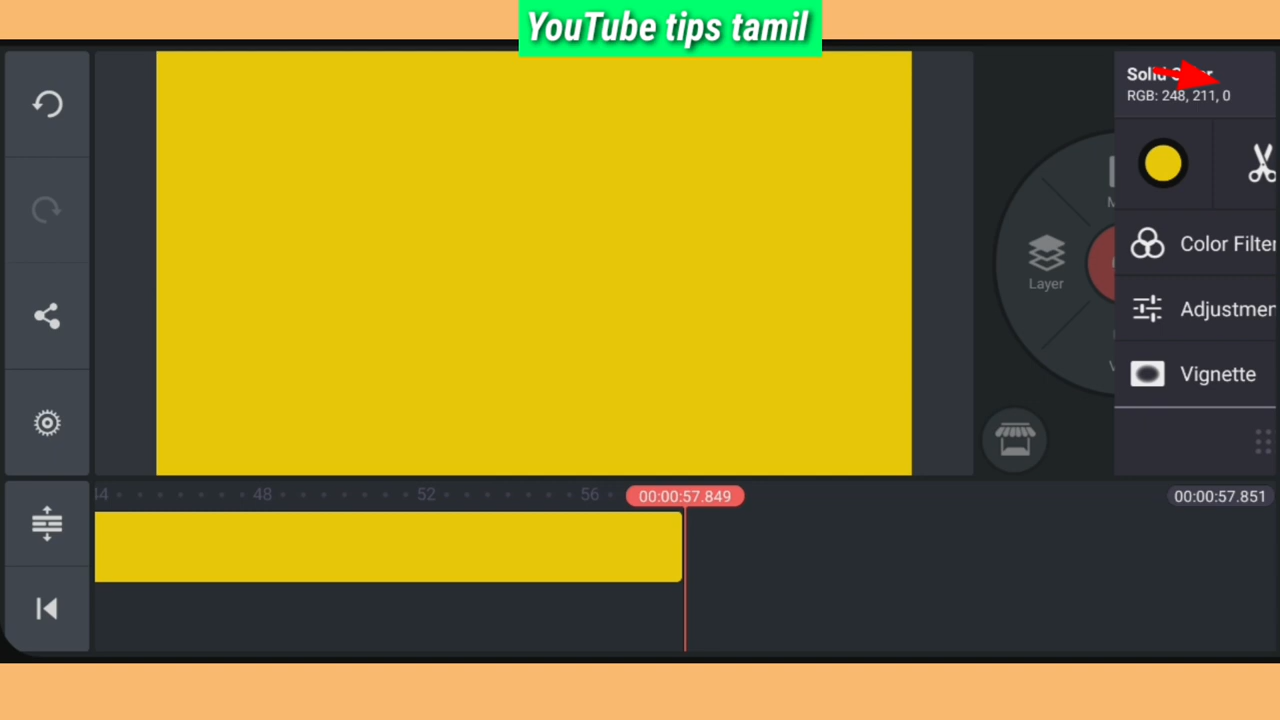 YouTube tips tamil
RGB: 248, 211, 0
Color Filter
Adjustmen
Layer
Vignette
44
48
52
56
00:00:57.849
00:00:57.851